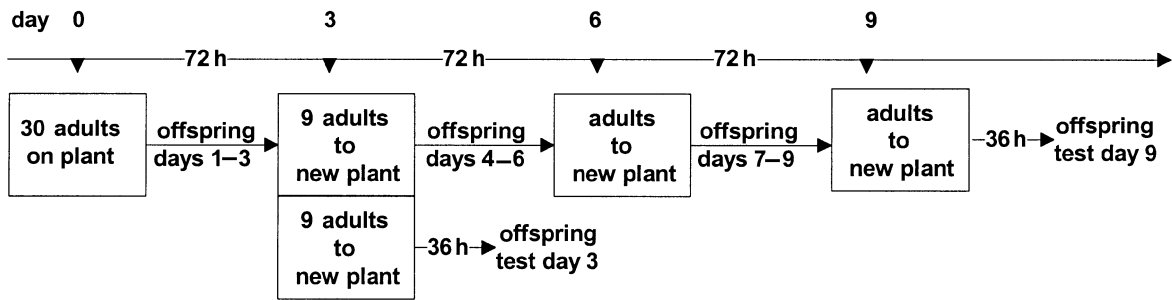 day 0 3 6 9
72 h 72 h 72 h
30 adults
on plant
offspring
days 1–3
9 adults
to
new plant
offspring
days 4–6
adults
to
new plant
offspring
days 7–9
adults
to
new plant
36 h
offspring
test day 9
9 adults
to
new plant
36 h
offspring
test day 3